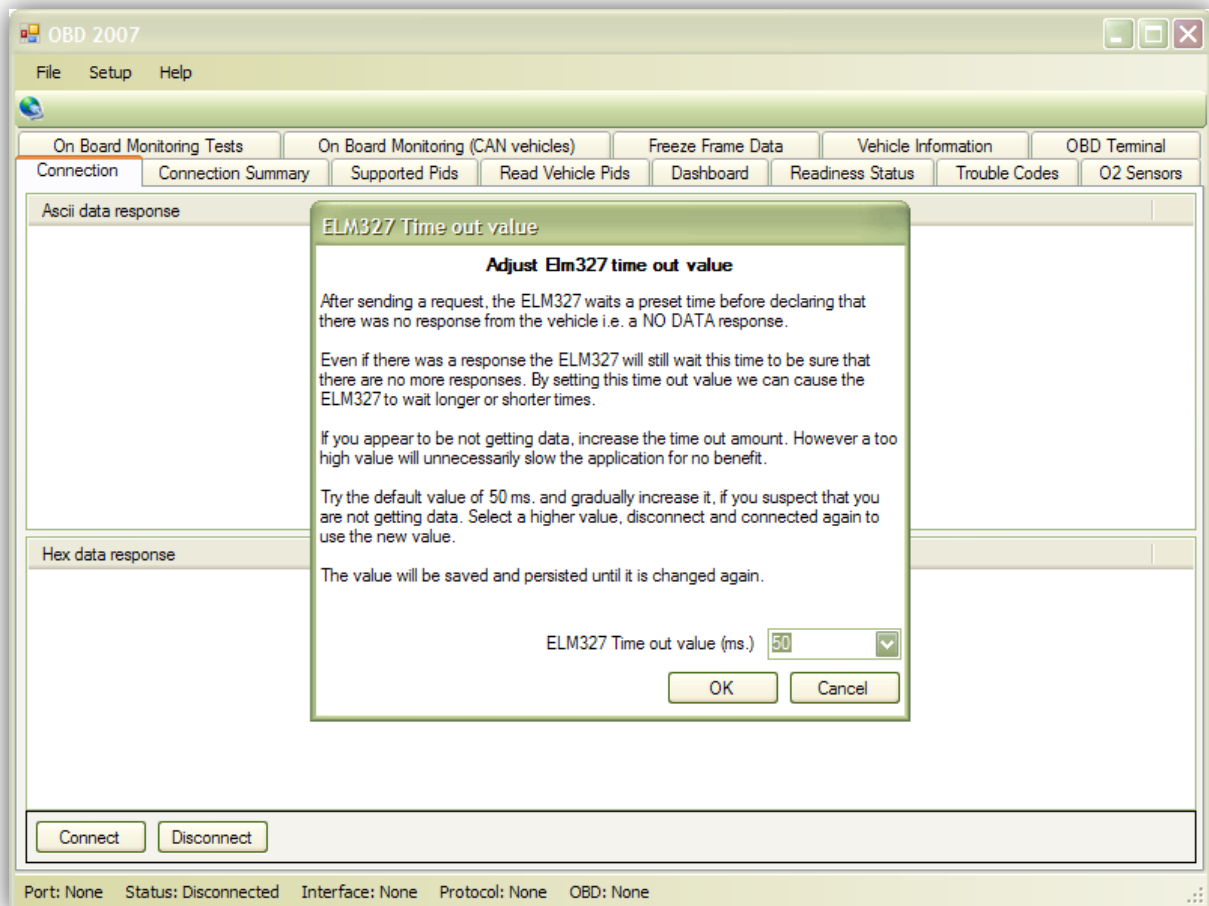 OBD 2007
File Setup Help
On Board Monitoring Tests On Board Monitoring (CAN vehicles) Freeze Frame Data Vehicle Information OBD Terminal
Connection Connection Summary Supported Pids Read Vehicle Pids Dashboard Readiness Status Trouble Codes O2 Sensors
Ascii data response
ELM327 Time out value
Adjust Elm327 time out value
After sending a request, the ELM327 waits a preset time before declaring that
there was no response from the vehicle i.e. a NO DATA response.
Even if there was a response the ELM327 will still wait this time to be sure that
there are no more responses. By setting this time out value we can cause the
ELM327 to wait longer or shorter times.
If you appear to be not getting data, increase the time out amount. However a too
high value will unnecessarily slow the application for no benefit.
Try the default value of 50 ms. and gradually increase it, if you suspect that you
are not getting data. Select a higher value, disconnect and connected again to
use the new value.
The value will be saved and persisted until it is changed again.
ELM327 Time out value (ms.) 50
OK Cancel
Hex data response
Connect Disconnect
Port: None Status: Disconnected Interface: None Protocol: None OBD: None